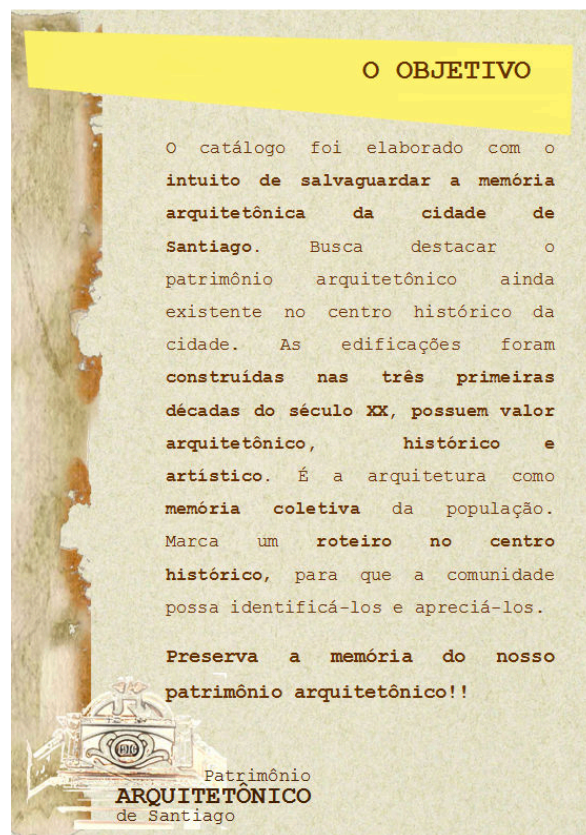 O OBJETIVO
O catálogo foi elaborado com o
intuito de salvaguardar a memória
arquitetônica da cidade de
Santiago. Busca destacar o
patrimônio arquitetônico ainda
existente no centro histórico da
cidade. As edificações foram
construídas nas três primeiras
décadas do século XX, possuem valor
arquitetônico, histórico e
artístico. É a arquitetura como
memória coletiva da população.
Marca um roteiro no centro
histórico, para que a comunidade
possa identificá-los e apreciá-los.
Preserva a memória do nosso
patrimônio arquitetônico!!
Patrimônio
ARQUITETÔNICO
de Santiago